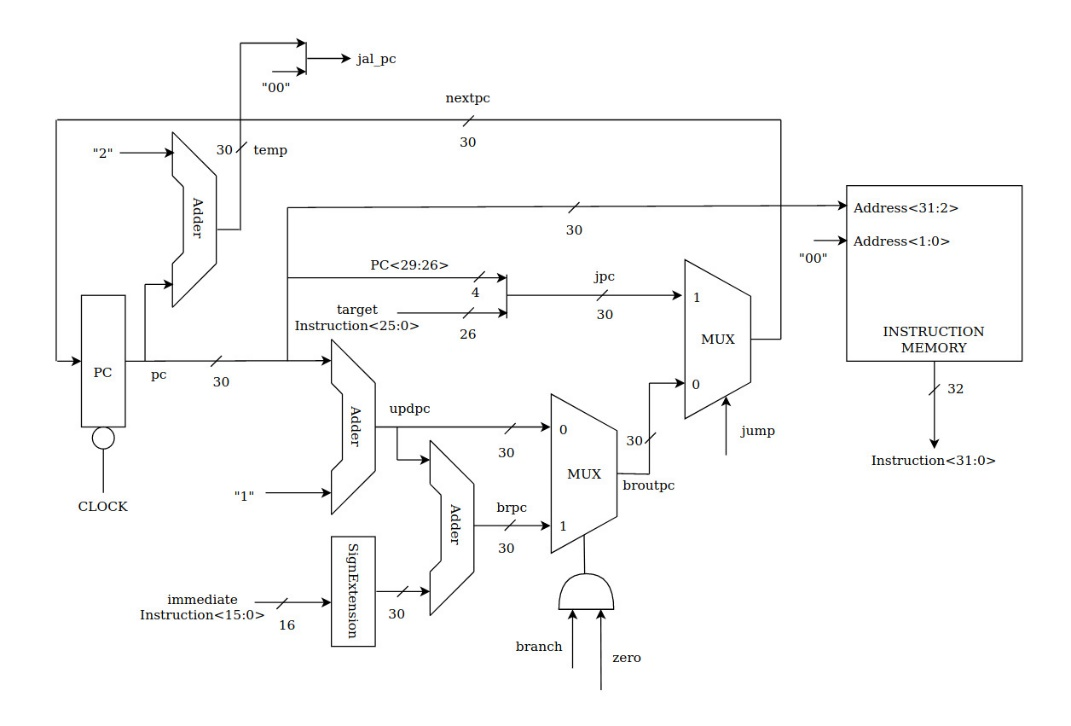 jal_pc
"00"
nextpc
30
"2"
30
temp
Adder
30
Address<31:2>
Address<1:0>
"00"
INSTRUCTION
MEMORY
32
Instruction<31:0>
PC<29:26>
4
jpc
30
target
Instruction<25:0>
26
1
MUX
0
jump
PC
pc
30
CLOCK
Adder
updpc
30
"1"
0
MUX
1
30
broutpc
Adder
brpc
30
SignExtension
30
immediate
Instruction<15:0>
16
branch
zero